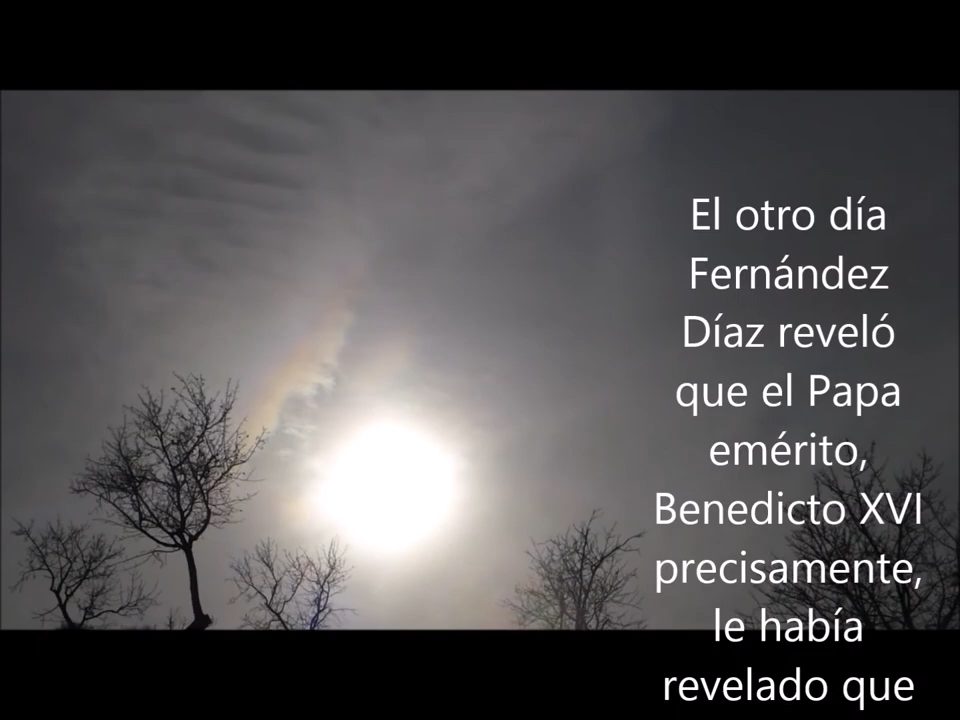 El otro día
Fernández
Díaz reveló
que el Papa
emérito,
Benedicto XVI
precisamente,
le había
revelado que